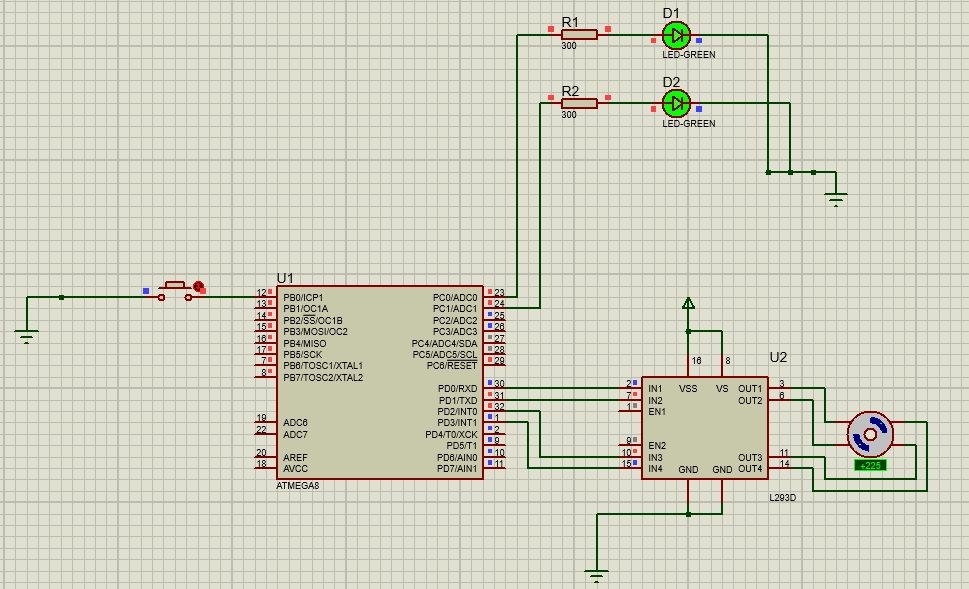 D1
R1
300
LED-GREEN
D2
R2
300
LED-GREEN
U1
12 PB0/ICP1 PC0/ADC0 23
13 PB1/OC1A PC1/ADC1 24
14 PB2/SS/OC1B PC2/ADC2 25
15 PB3/MOSI/OC2 PC3/ADC3 26
16 PB4/MISO PC4/ADC4/SDA 27
17 PB5/SCK PC5/ADC5/SCL 28
7 PB6/TOSC1/XTAL1 PC6/RESET 29
8 PB7/TOSC2/XTAL2
PD0/RXD 30
PD1/TXD 31
PD2/INT0 32
19 ADC6 PD3/INT1 1
22 ADC7 PD4/T0/XCK 2
PD5/T1 9
20 AREF PD6/AIN0 10
18 AVCC PD7/AIN1 11
ATMEGA8
U2
16 8
2 IN1 VSS VS OUT1 3
7 IN2 OUT2 6
1 EN1
9 EN2
10 IN3 OUT3 11
15 IN4 GND GND OUT4 14
L293D
+225